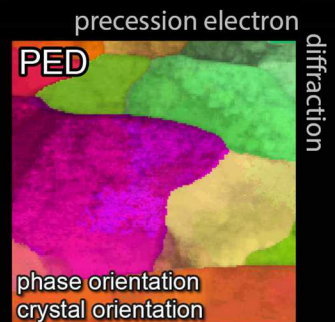 precession electron
diffraction
PED
phase orientation
crystal orientation